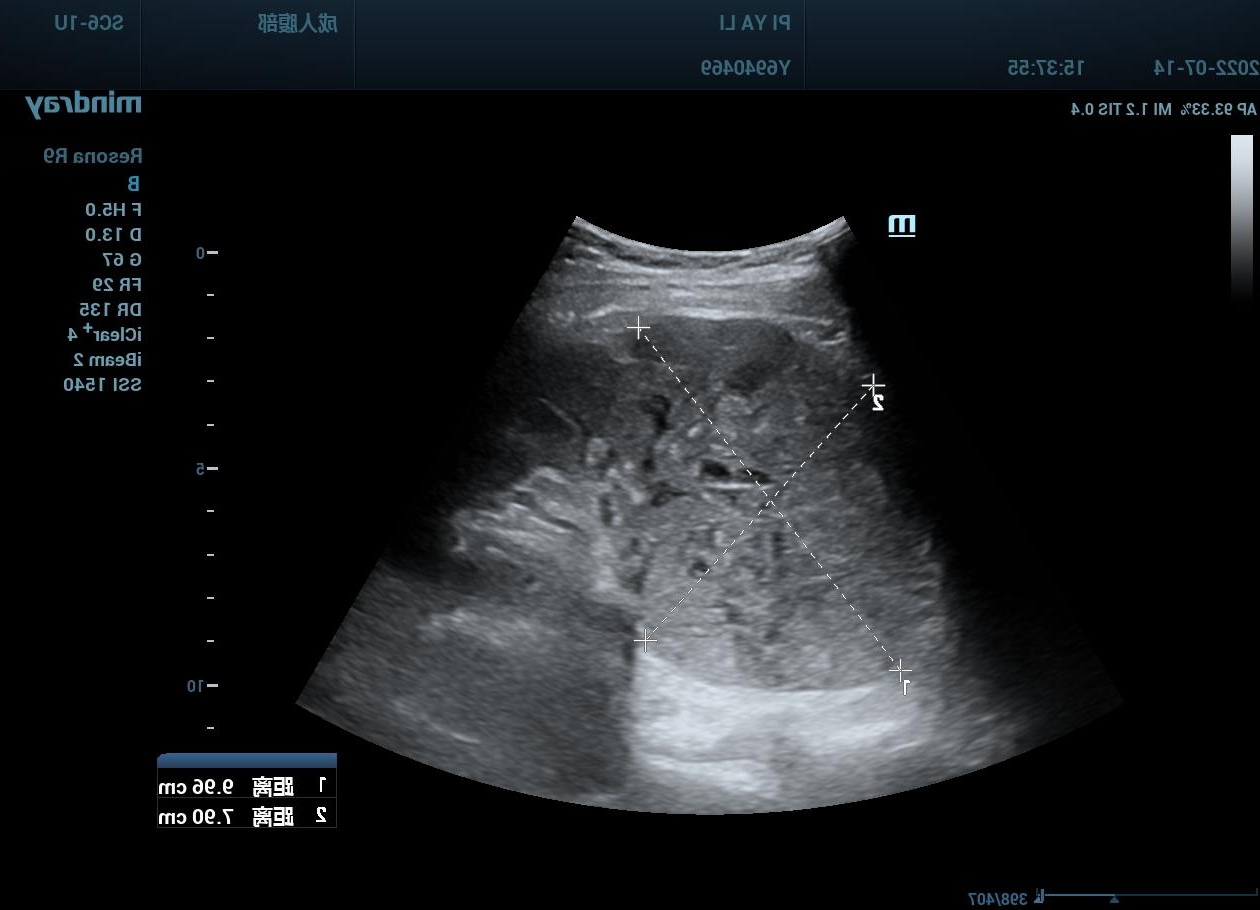 SC6-1U
成人腹部
PI YA LI
Y6940469
15:37:55
2022-07-14
AP 93.33% MI 1.2 TIS 0.4
mindray
Resona R9
B
F H5.0
D 13.0
G 67
FR 29
DR 135
iClear+ 4
iBeam 2
SSI 1540
m
0
5
10
2
1
1 距离 9.96 cm
2 距离 7.90 cm
398/407